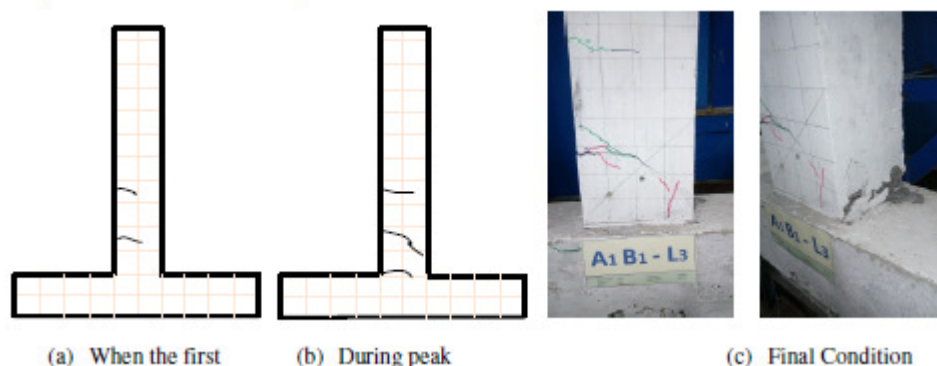 A1 B1 - L3
A1 B1 - L3
(a) When the first
(b) During peak
(c) Final Condition